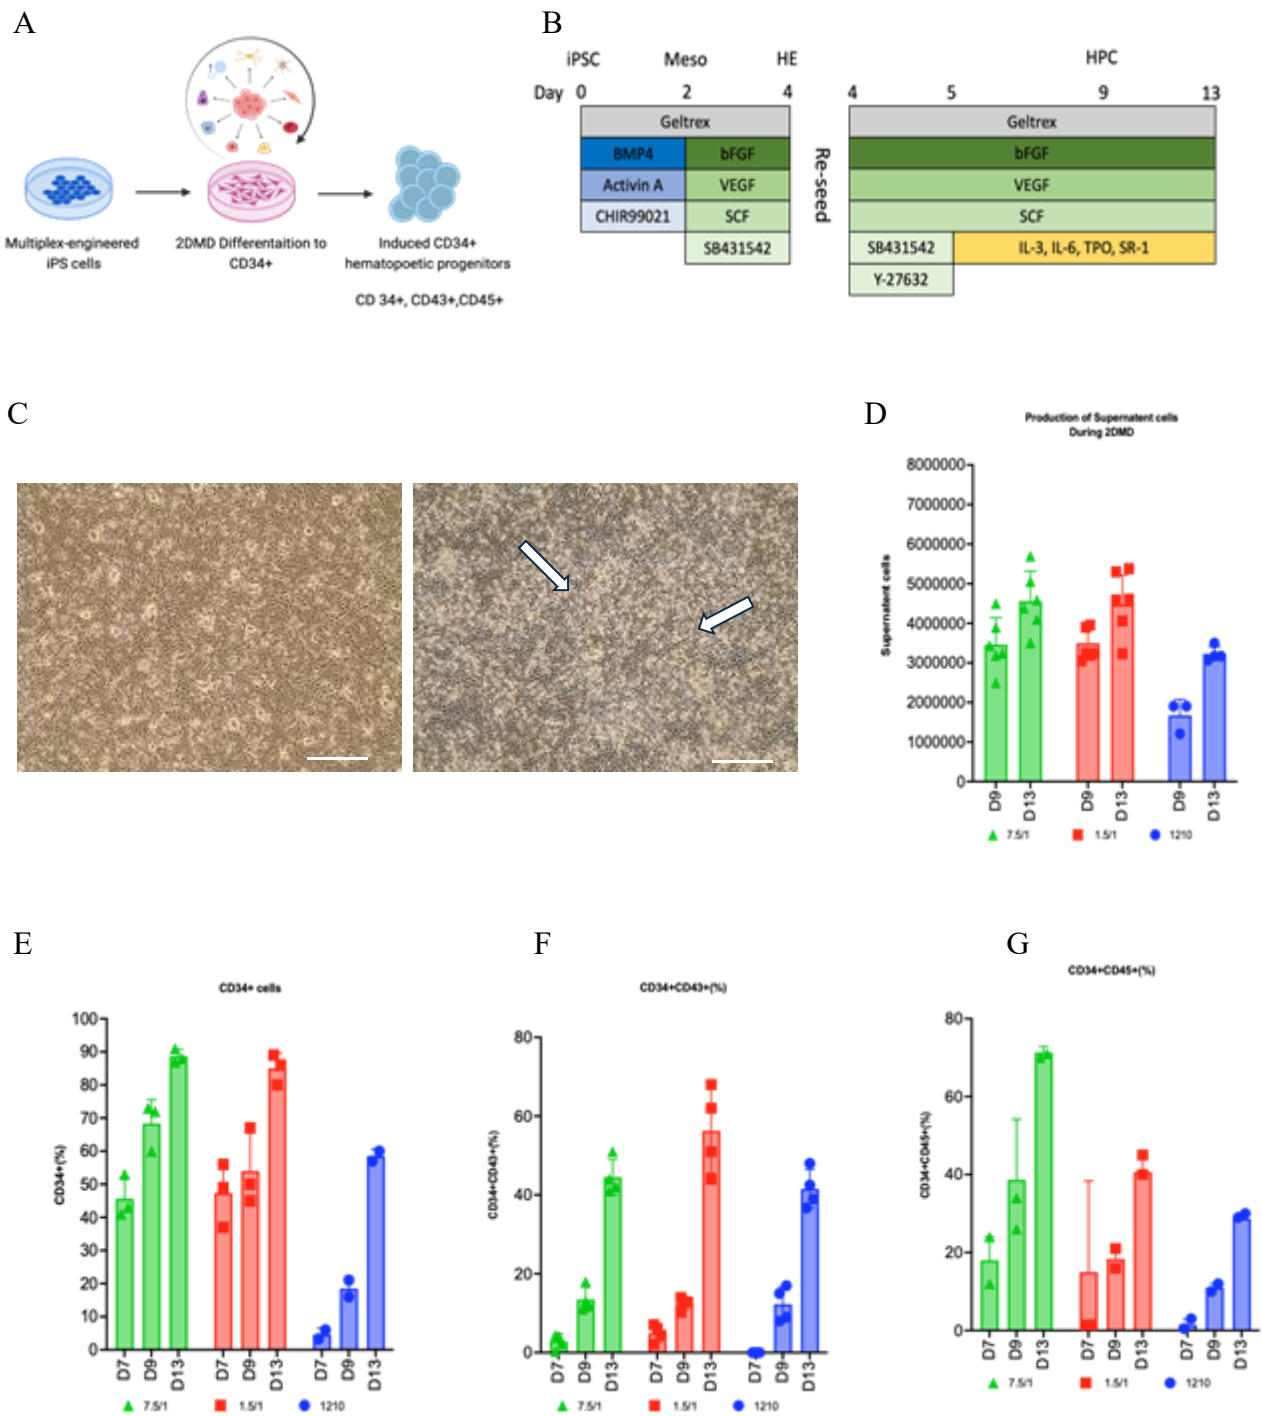 A
Multiplex-engineered
iPS cells
2DMD Differentaition to
CD34+
Induced CD34+
hematopoetic progenitors
CD 34+, CD43+,CD45+
B
iPSC Meso HE HPC
Day 0 2 4 4 5 9 13
Geltrex Geltrex
BMP4 bFGF bFGF
Activin A VEGF VEGF
CHIR99021 SCF SCF
SB431542 SB431542 IL-3, IL-6, TPO, SR-1
Y-27632
Re-seed
C
D
Production of Supernatent cells
During 2DMD
Supernatent cells
8000000
7000000
6000000
5000000
4000000
3000000
2000000
1000000
0
D9 D13 D9 D13 D9 D13
7.5/1 1.5/1 1210
E
CD34+ cells
CD34+(%)
100
90
80
70
60
50
40
30
20
10
0
D7 D9 D13 D7 D9 D13 D7 D9 D13
7.5/1 1.5/1 1210
F
CD34+CD43+(%)
CD34+CD43+(%)
80
60
40
20
0
D7 D9 D13 D7 D9 D13 D7 D9 D13
7.5/1 1.5/1 1210
G
CD34+CD45+(%)
CD34+CD45+(%)
80
60
40
20
0
D7 D9 D13 D7 D9 D13 D7 D9 D13
7.5/1 1.5/1 1210